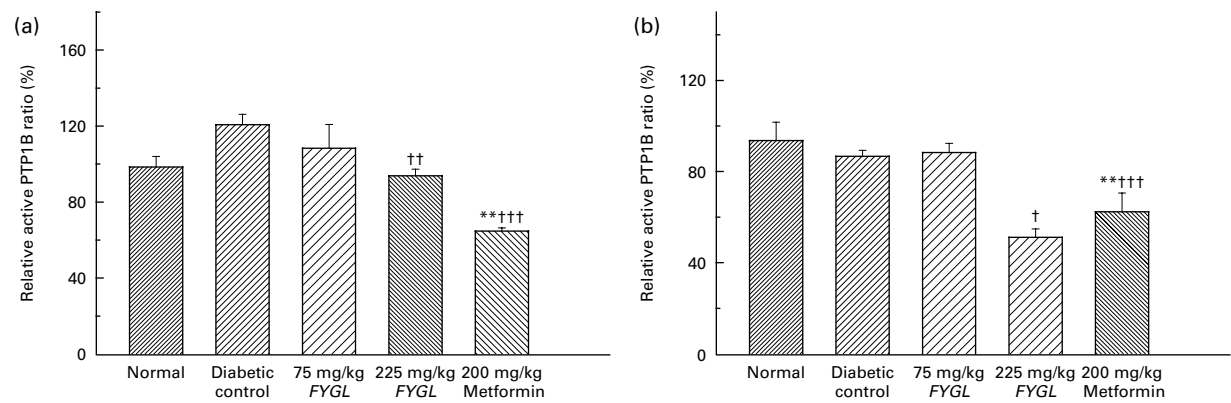 (a)
Relative active PTP1B ratio (%)
160
120
80
40
0
††
**†††
Normal
Diabetic control
75 mg/kg FYGL
225 mg/kg FYGL
200 mg/kg Metformin
(b)
Relative active PTP1B ratio (%)
120
80
40
0
†
**†††
Normal
Diabetic control
75 mg/kg FYGL
225 mg/kg FYGL
200 mg/kg Metformin